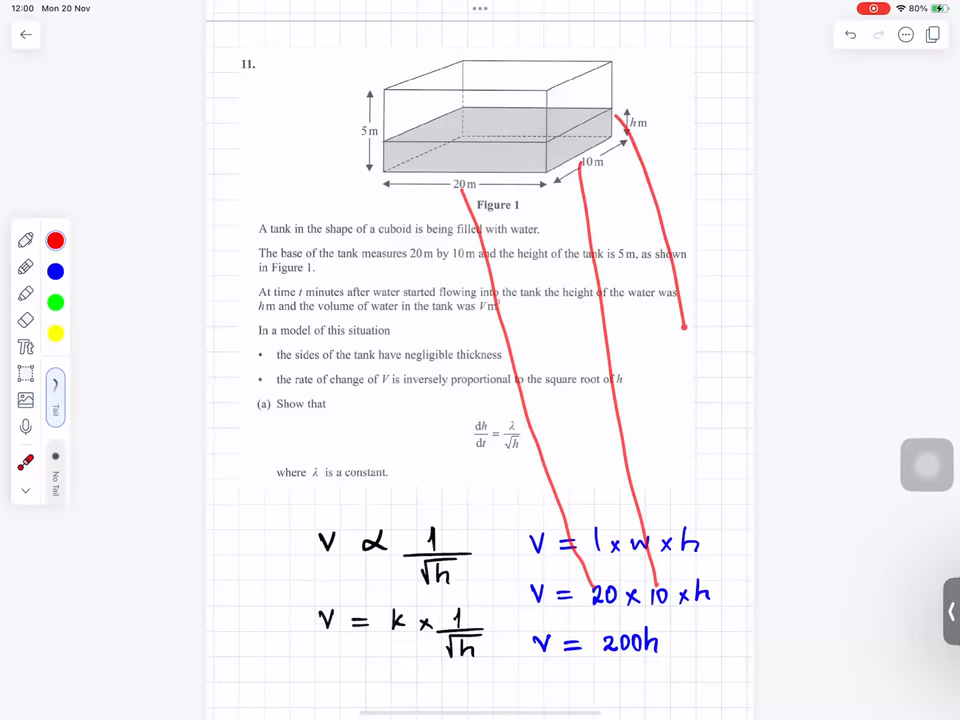 12:00 Mon 20 Nov
80%
11.
5 m
h m
10 m
20 m
Figure 1
A tank in the shape of a cuboid is being filled with water.
The base of the tank measures 20 m by 10 m and the height of the tank is 5 m, as shown
in Figure 1.
At time t minutes after water started flowing into the tank the height of the water was
h m and the volume of water in the tank was V m³
In a model of this situation
• the sides of the tank have negligible thickness
• the rate of change of V is inversely proportional to the square root of h
(a) Show that
dh/dt = λ/√h
where λ is a constant.
V ∝ 1/√h
V = k × 1/√h
V = l × w × h
V = 20 × 10 × h
V = 200h
Tt
Tail
No Tail